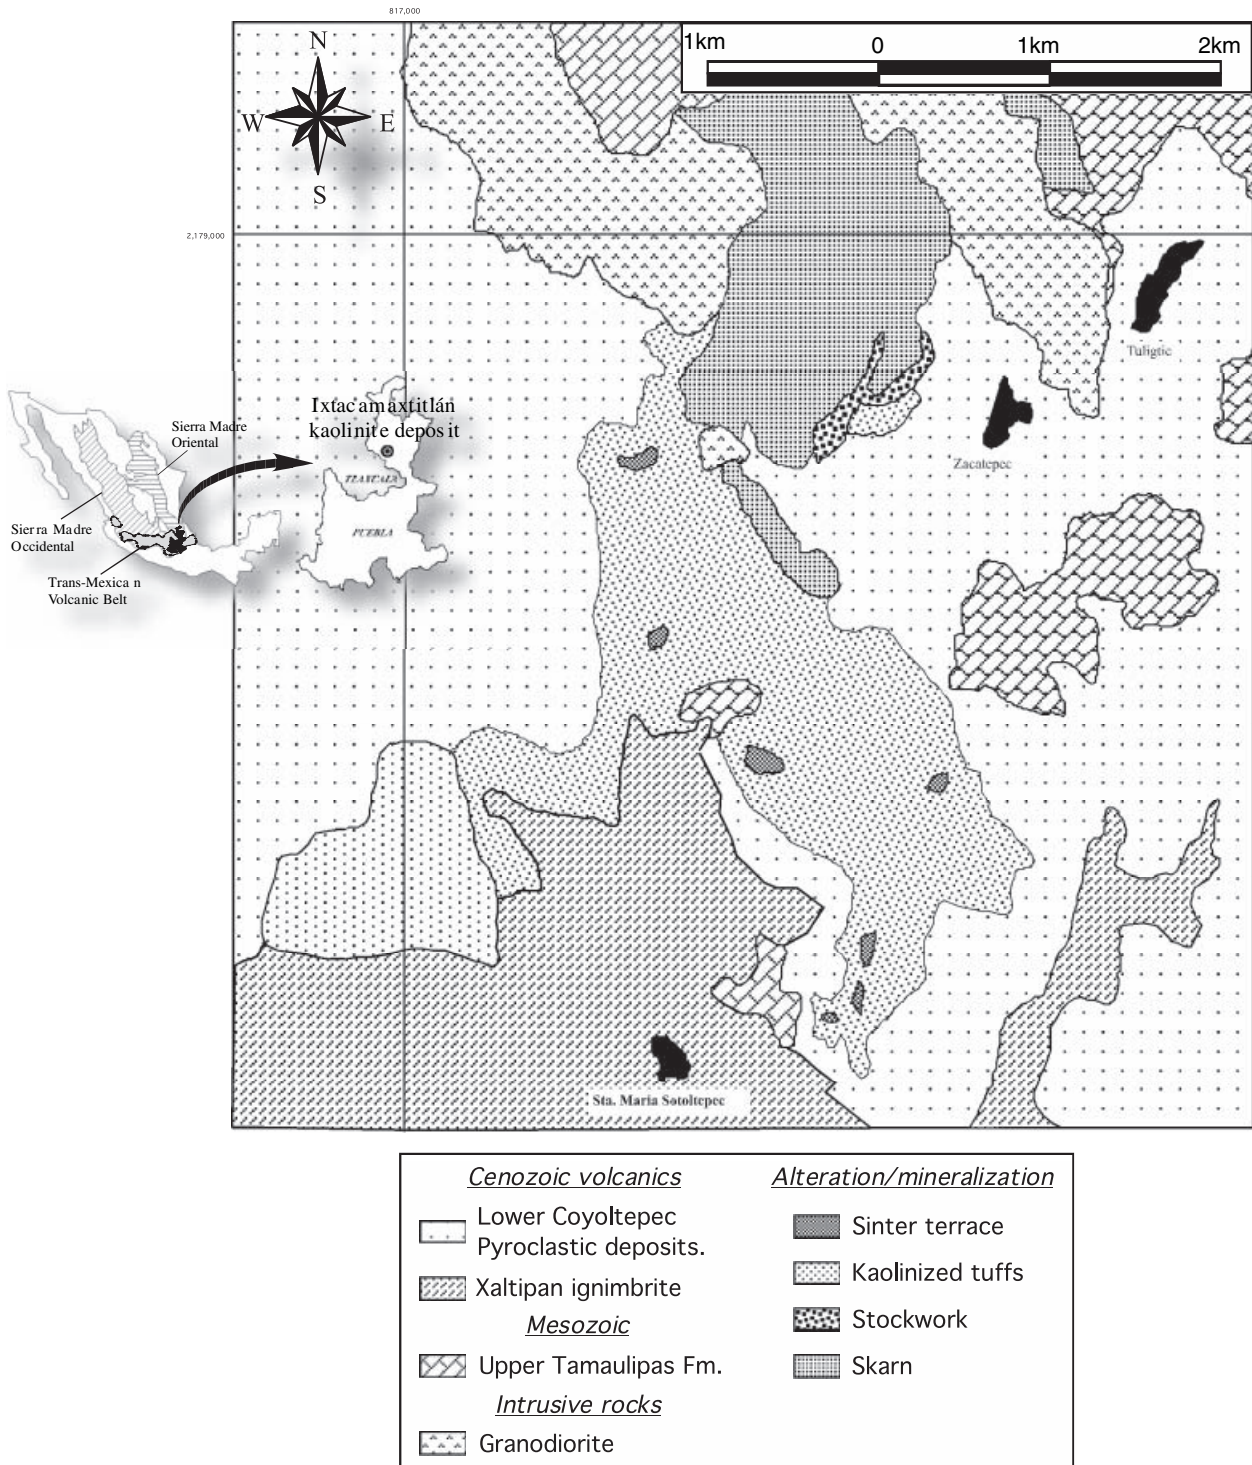 817,000
1km 0 1km 2km
N
W E
S
2,179,000
Tuligtic
Ixtacamaxtitlán
kaolinite deposit
Sierra Madre
Oriental
Zacatepec
TLAXCALA
Sierra Madre
Occidental
PUEBLA
Trans-Mexican
Volcanic Belt
Sta. Maria Sotoltepec
Cenozoic volcanics
Lower Coyoltepec
Pyroclastic deposits.
Xaltipan ignimbrite
Mesozoic
Upper Tamaulipas Fm.
Intrusive rocks
Granodiorite
Alteration/mineralization
Sinter terrace
Kaolinized tuffs
Stockwork
Skarn